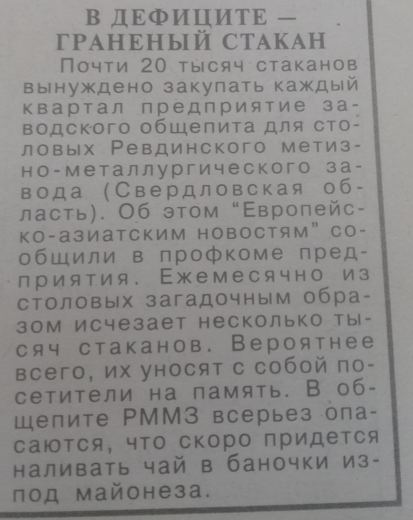 В ДЕФИЦИТЕ –
ГРАНЕНЫЙ СТАКАН
Почти 20 тысяч стаканов
вынуждено закупать каждый
квартал предприятие за-
водского общепита для сто-
ловых Ревдинского метиз-
но-металлургического за-
вода (Свердловская об-
ласть). Об этом "Европейс-
ко-азиатским новостям" со-
общили в профкоме пред-
приятия. Ежемесячно из
столовых загадочным обра-
зом исчезает несколько ты-
сяч стаканов. Вероятнее
всего, их уносят с собой по-
сетители на память. В об-
щепите РММЗ всерьез опа-
саются, что скоро придется
наливать чай в баночки из-
под майонеза.